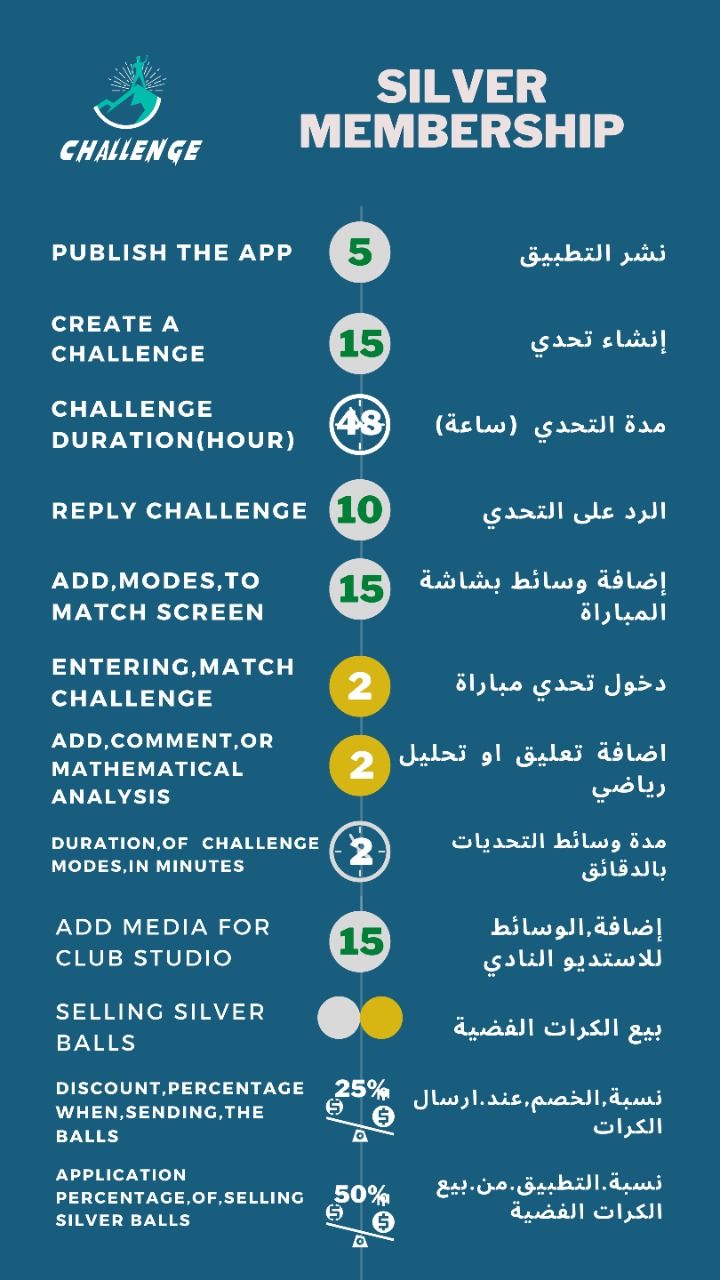 CHALLENGE
SILVER
MEMBERSHIP
PUBLISH THE APP
5
نشر التطبيق
CREATE A
CHALLENGE
15
إنشاء تحدي
CHALLENGE
DURATION(HOUR)
48
مدة التحدي (ساعة)
REPLY CHALLENGE
10
الرد على التحدي
ADD,MODES,TO
MATCH SCREEN
15
إضافة وسائط بشاشة
المباراة
ENTERING,MATCH
CHALLENGE
2
دخول تحدي مباراة
ADD,COMMENT,OR
MATHEMATICAL
ANALYSIS
2
اضافة تعليق او تحليل
رياضي
DURATION,OF CHALLENGE
MODES,IN MINUTES
2
مدة وسائط التحديات
بالدقائق
ADD MEDIA FOR
CLUB STUDIO
15
إضافة,الوسائط
للاستديو النادي
SELLING SILVER
BALLS
بيع الكرات الفضية
DISCOUNT,PERCENTAGE
WHEN,SENDING,THE
BALLS
25%
نسبة,الخصم,عند.ارسال
الكرات
APPLICATION
PERCENTAGE,OF,SELLING
SILVER BALLS
50%
نسبة.التطبيق.من.بيع
الكرات الفضية